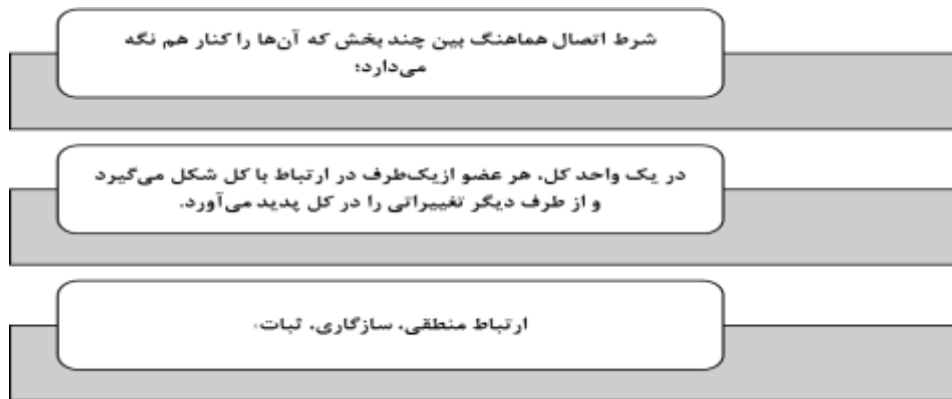 شرط اتصال هماهنگ بین چند بخش که آن‌ها را کنار هم نگه
می‌دارد؛
در یک واحد کل، هر عضو ازیک‌طرف در ارتباط با کل شکل می‌گیرد
و از طرف دیگر تغییراتی را در کل پدید می‌آورد.
ارتباط منطقی، سازگاری، ثبات·